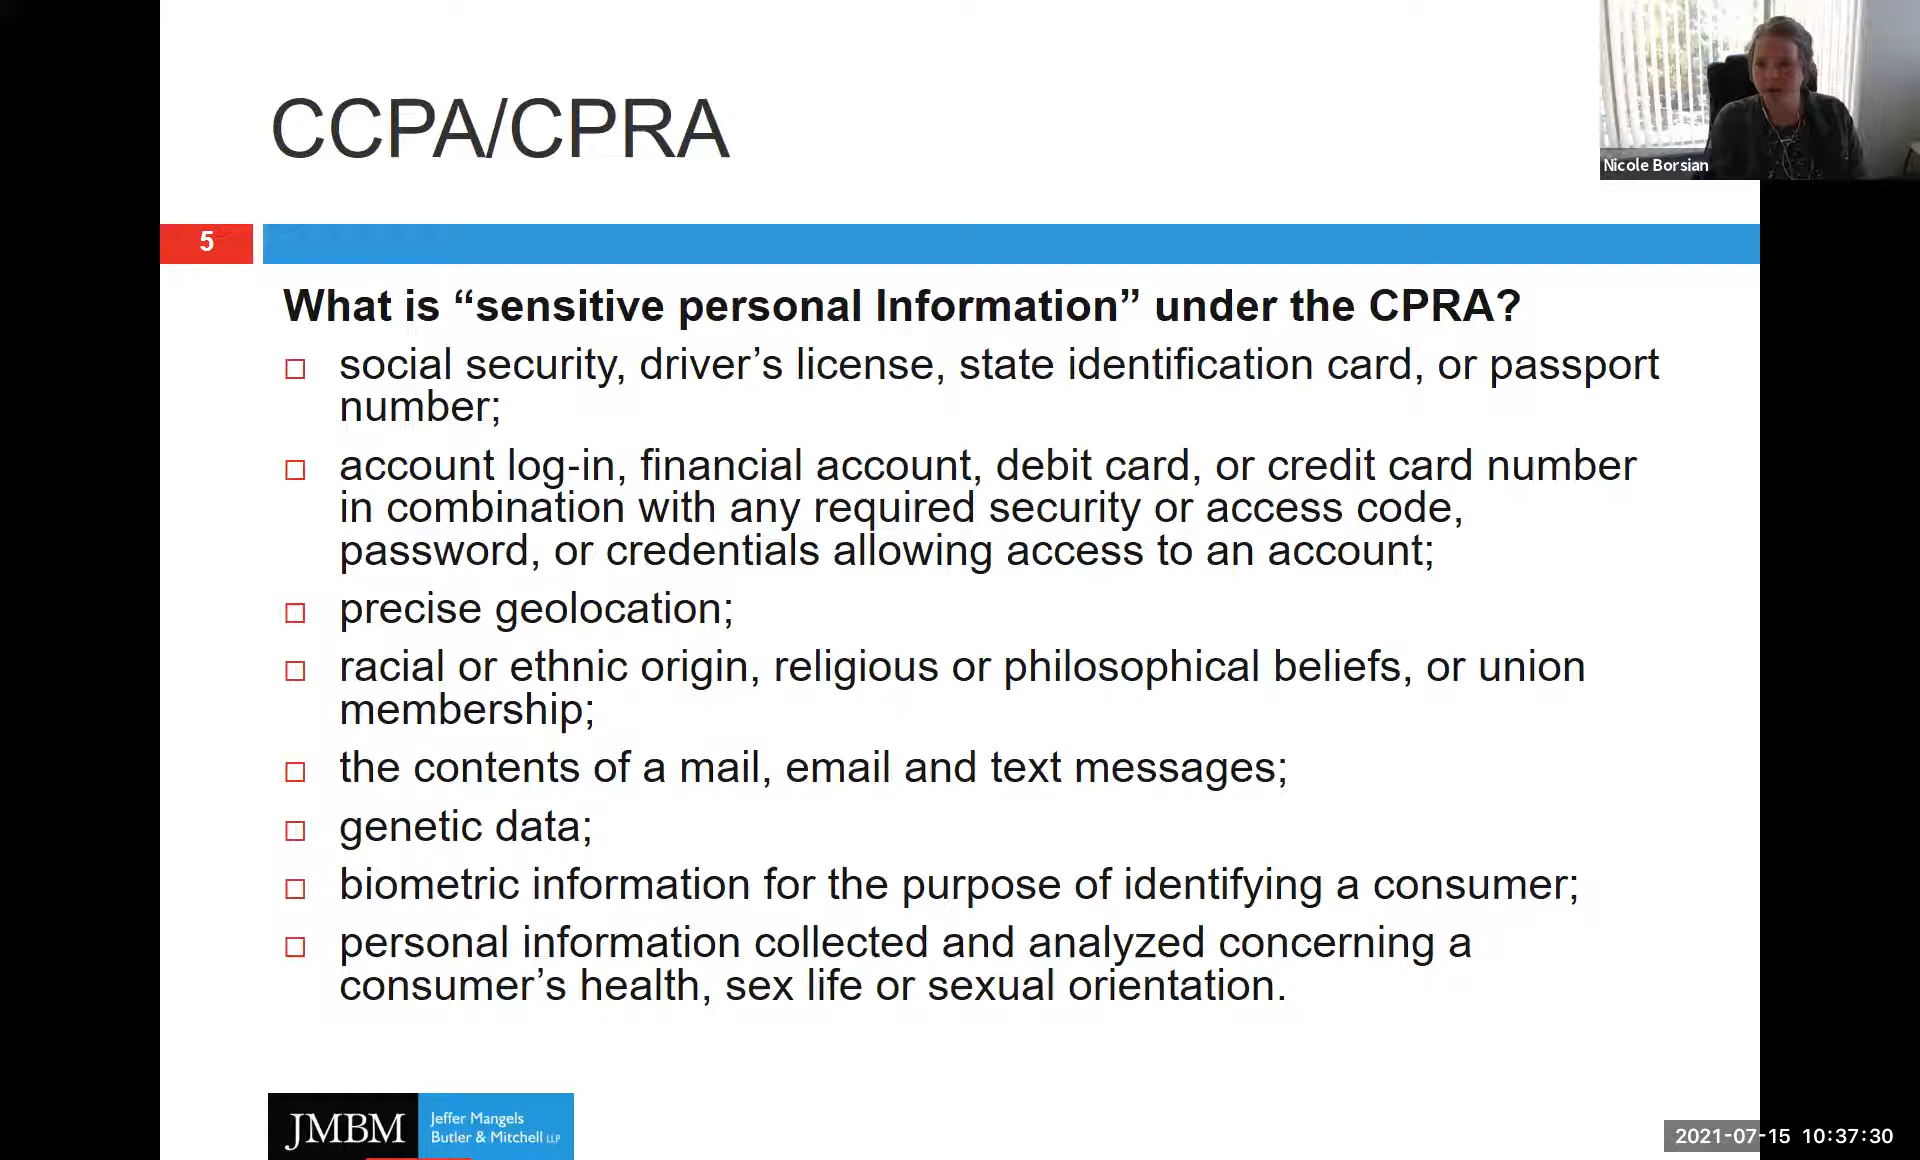 CCPA/CPRA
Nicole Borsian
5
What is “sensitive personal Information” under the CPRA?
social security, driver’s license, state identification card, or passport
number;
account log-in, financial account, debit card, or credit card number
in combination with any required security or access code,
password, or credentials allowing access to an account;
precise geolocation;
racial or ethnic origin, religious or philosophical beliefs, or union
membership;
the contents of a mail, email and text messages;
genetic data;
biometric information for the purpose of identifying a consumer;
personal information collected and analyzed concerning a
consumer’s health, sex life or sexual orientation.
JMBM
Jeffer Mangels
Butler & Mitchell LLP
2021-07-15 10:37:30